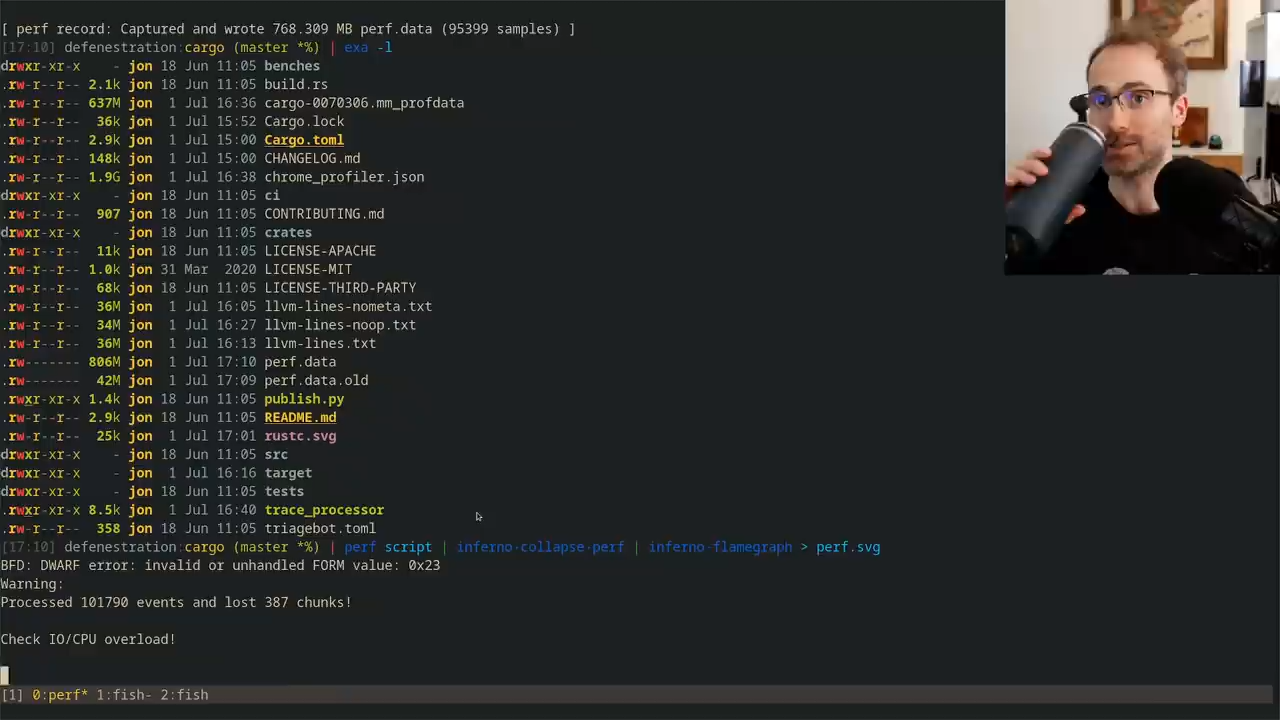 [ perf record: Captured and wrote 768.309 MB perf.data (95399 samples) ]
[17:10] defenestration:cargo (master *%) | exa -l
drwxr-xr-x    - jon 18 Jun 11:05 benches
.rw-r--r-- 2.1k jon 18 Jun 11:05 build.rs
.rw-r--r-- 637M jon  1 Jul 16:36 cargo-0070306.mm_profdata
.rw-r--r--  36k jon  1 Jul 15:52 Cargo.lock
.rw-r--r-- 2.9k jon  1 Jul 15:00 Cargo.toml
.rw-r--r-- 148k jon  1 Jul 15:00 CHANGELOG.md
.rw-r--r-- 1.9G jon  1 Jul 16:38 chrome_profiler.json
drwxr-xr-x    - jon 18 Jun 11:05 ci
.rw-r--r--  907 jon 18 Jun 11:05 CONTRIBUTING.md
drwxr-xr-x    - jon 18 Jun 11:05 crates
.rw-r--r--  11k jon 18 Jun 11:05 LICENSE-APACHE
.rw-r--r-- 1.0k jon 31 Mar  2020 LICENSE-MIT
.rw-r--r--  68k jon 18 Jun 11:05 LICENSE-THIRD-PARTY
.rw-r--r--  36M jon  1 Jul 16:05 llvm-lines-nometa.txt
.rw-r--r--  34M jon  1 Jul 16:27 llvm-lines-noop.txt
.rw-r--r--  36M jon  1 Jul 16:13 llvm-lines.txt
.rw------- 806M jon  1 Jul 17:10 perf.data
.rw-------  42M jon  1 Jul 17:09 perf.data.old
.rwxr-xr-x 1.4k jon 18 Jun 11:05 publish.py
.rw-r--r-- 2.9k jon 18 Jun 11:05 README.md
.rw-r--r--  25k jon  1 Jul 17:01 rustc.svg
drwxr-xr-x    - jon 18 Jun 11:05 src
drwxr-xr-x    - jon  1 Jul 16:16 target
drwxr-xr-x    - jon 18 Jun 11:05 tests
.rwxr-xr-x 8.5k jon  1 Jul 16:40 trace_processor
.rw-r--r--  358 jon 18 Jun 11:05 triagebot.toml
[17:10] defenestration:cargo (master *%) | perf script | inferno-collapse-perf | inferno-flamegraph > perf.svg
BFD: DWARF error: invalid or unhandled FORM value: 0x23
Warning:
Processed 101790 events and lost 387 chunks!
Check IO/CPU overload!
[1] 0:perf* 1:fish- 2:fish